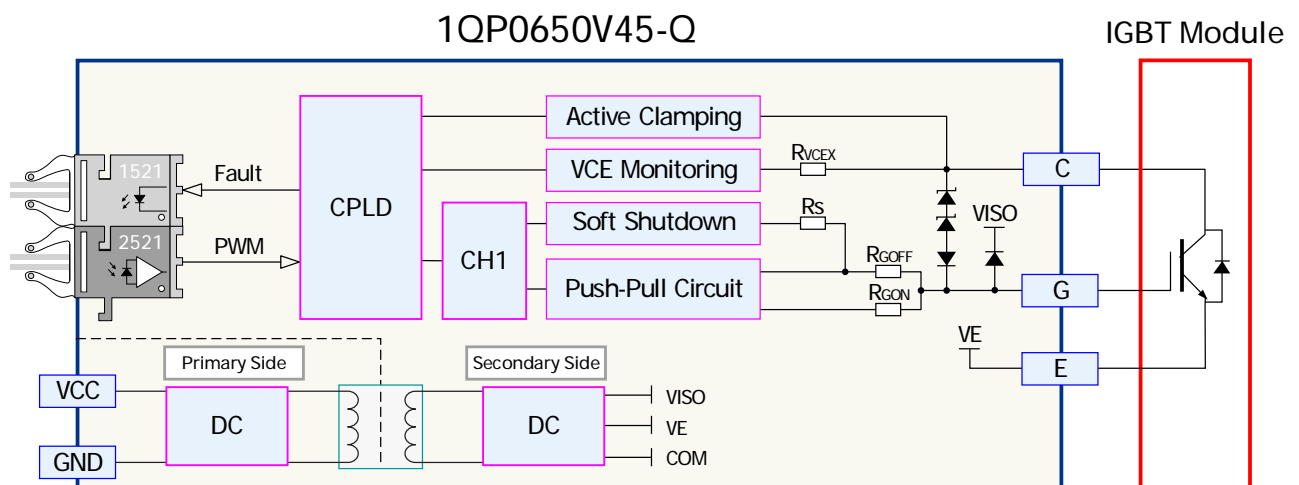 1QP0650V45-Q
IGBT Module
Active Clamping
1521
Fault
CPLD
VCE Monitoring
RVCEX
C
Soft Shutdown
Rs
VISO
2521
PWM
CH1
Push-Pull Circuit
RGOFF
RGON
G
VE
E
Primary Side
Secondary Side
VCC
DC
DC
VISO
VE
COM
GND